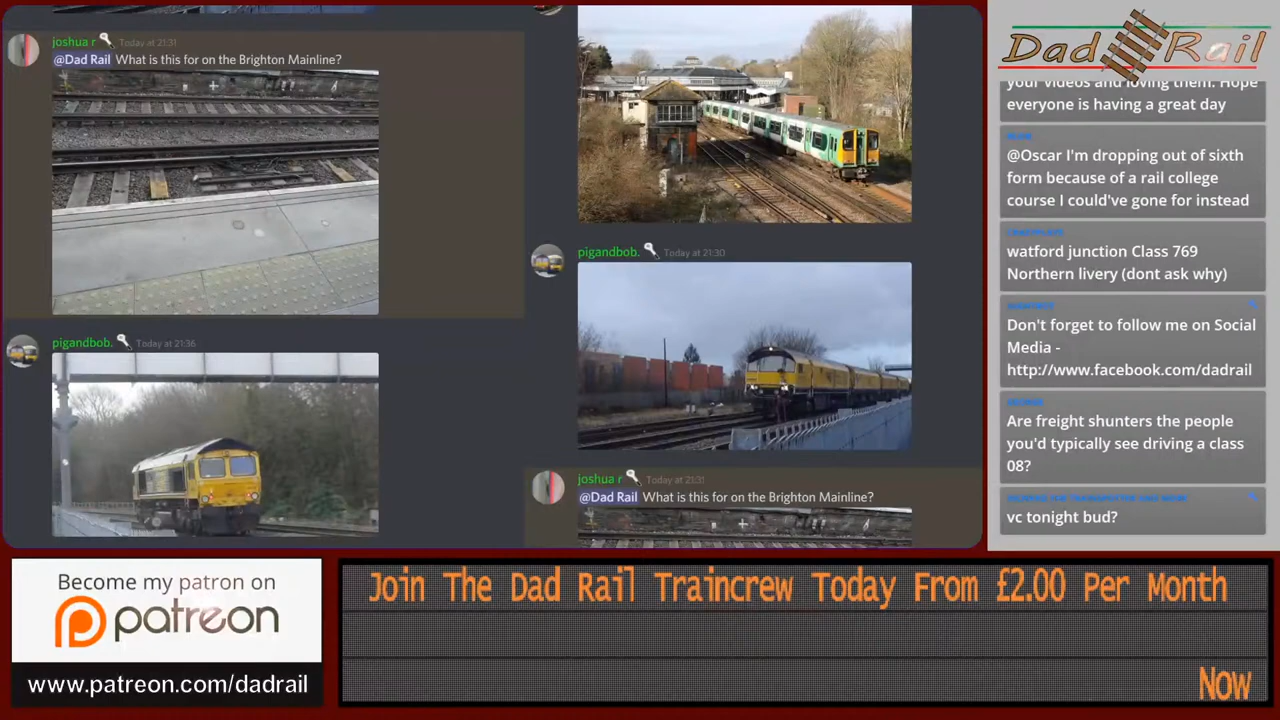 joshua r Today at 21:31
@Dad Rail What is this for on the Brighton Mainline?
pigandbob. Today at 21:36
pigandbob. Today at 21:30
joshua r Today at 21:31
@Dad Rail What is this for on the Brighton Mainline?
Dad Rail
your videos and loving them. Hope
everyone is having a great day
@Oscar I'm dropping out of sixth
form because of a rail college
course I could've gone for instead
watford junction Class 769
Northern livery (dont ask why)
Don't forget to follow me on Social
Media -
http://www.facebook.com/dadrail
Are freight shunters the people
you'd typically see driving a class
08?
vc tonight bud?
Become my patron on
patreon
www.patreon.com/dadrail
Join The Dad Rail Traincrew Today From £2.00 Per Month
Now